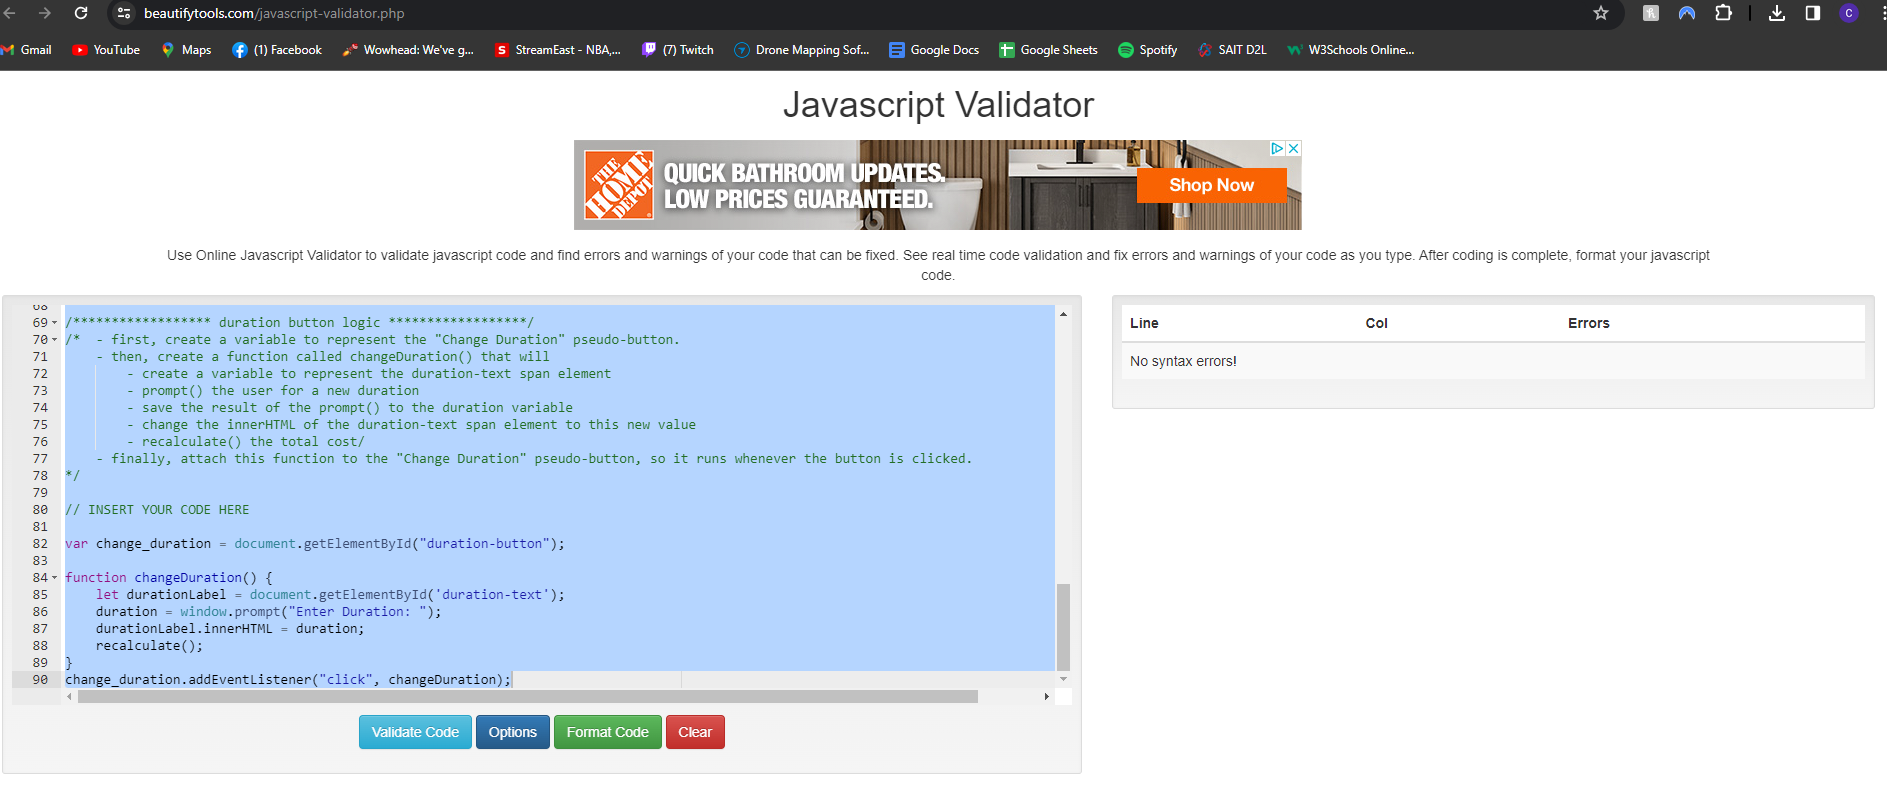 beautifytools.com/javascript-validator.php
Gmail YouTube Maps (1) Facebook Wowhead: We've g... StreamEast - NBA,... (7) Twitch Drone Mapping Sof... Google Docs Google Sheets Spotify SAIT D2L W3Schools Online...
Javascript Validator
THE HOME DEPOT
QUICK BATHROOM UPDATES.
LOW PRICES GUARANTEED.
Shop Now
Use Online Javascript Validator to validate javascript code and find errors and warnings of your code that can be fixed. See real time code validation and fix errors and warnings of your code as you type. After coding is complete, format your javascript
code.
68
69 /****************** duration button logic ******************/
70 /*  - first, create a variable to represent the "Change Duration" pseudo-button.
71     - then, create a function called changeDuration() that will
72         - create a variable to represent the duration-text span element
73         - prompt() the user for a new duration
74         - save the result of the prompt() to the duration variable
75         - change the innerHTML of the duration-text span element to this new value
76         - recalculate() the total cost/
77     - finally, attach this function to the "Change Duration" pseudo-button, so it runs whenever the button is clicked.
78 */
79
80 // INSERT YOUR CODE HERE
81
82 var change_duration = document.getElementById("duration-button");
83
84 function changeDuration() {
85     let durationLabel = document.getElementById('duration-text');
86     duration = window.prompt("Enter Duration: ");
87     durationLabel.innerHTML = duration;
88     recalculate();
89 }
90 change_duration.addEventListener("click", changeDuration);
Validate Code Options Format Code Clear
Line Col Errors
No syntax errors!